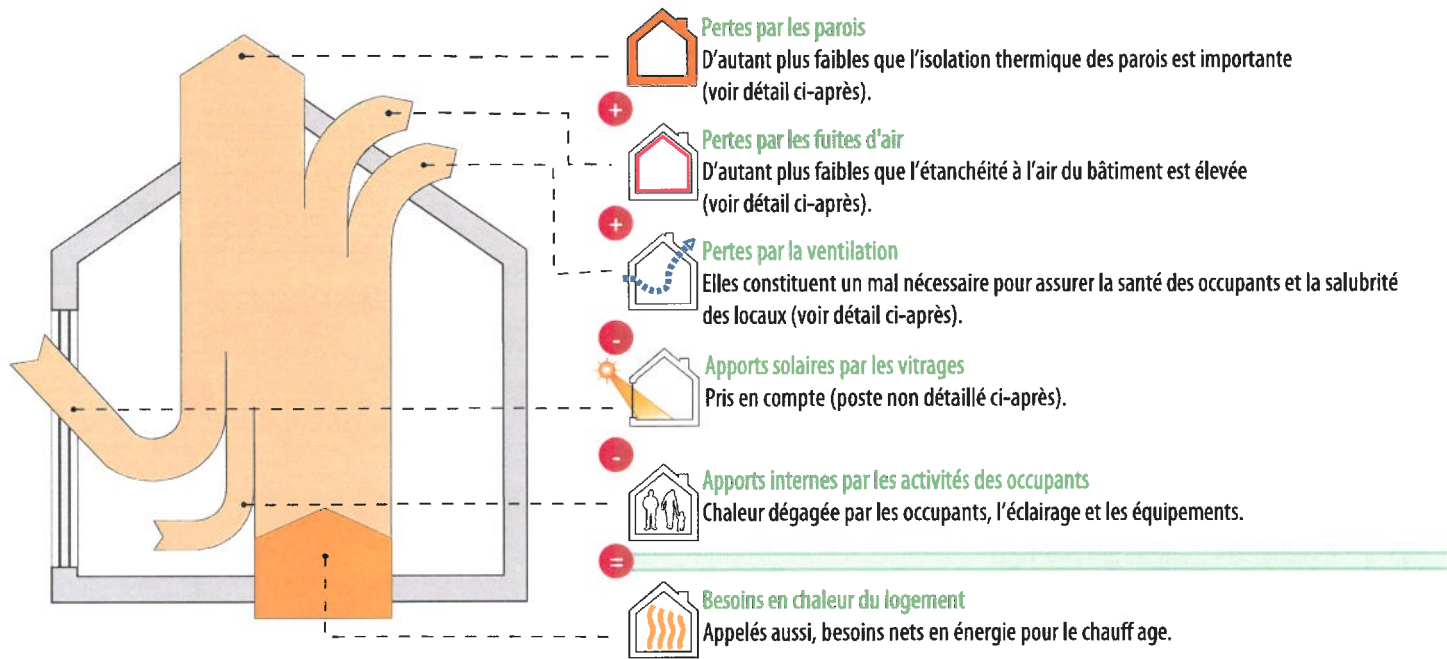 Pertes par les parois
D'autant plus faibles que l'isolation thermique des parois est importante
(voir détail ci-après).
+
Pertes par les fuites d'air
D'autant plus faibles que l'étanchéité à l'air du bâtiment est élevée
(voir détail ci-après).
+
Pertes par la ventilation
Elles constituent un mal nécessaire pour assurer la santé des occupants et la salubrité
des locaux (voir détail ci-après).
-
Apports solaires par les vitrages
Pris en compte (poste non détaillé ci-après).
-
Apports internes par les activités des occupants
Chaleur dégagée par les occupants, l'éclairage et les équipements.
=
Besoins en chaleur du logement
Appelés aussi, besoins nets en énergie pour le chauff age.